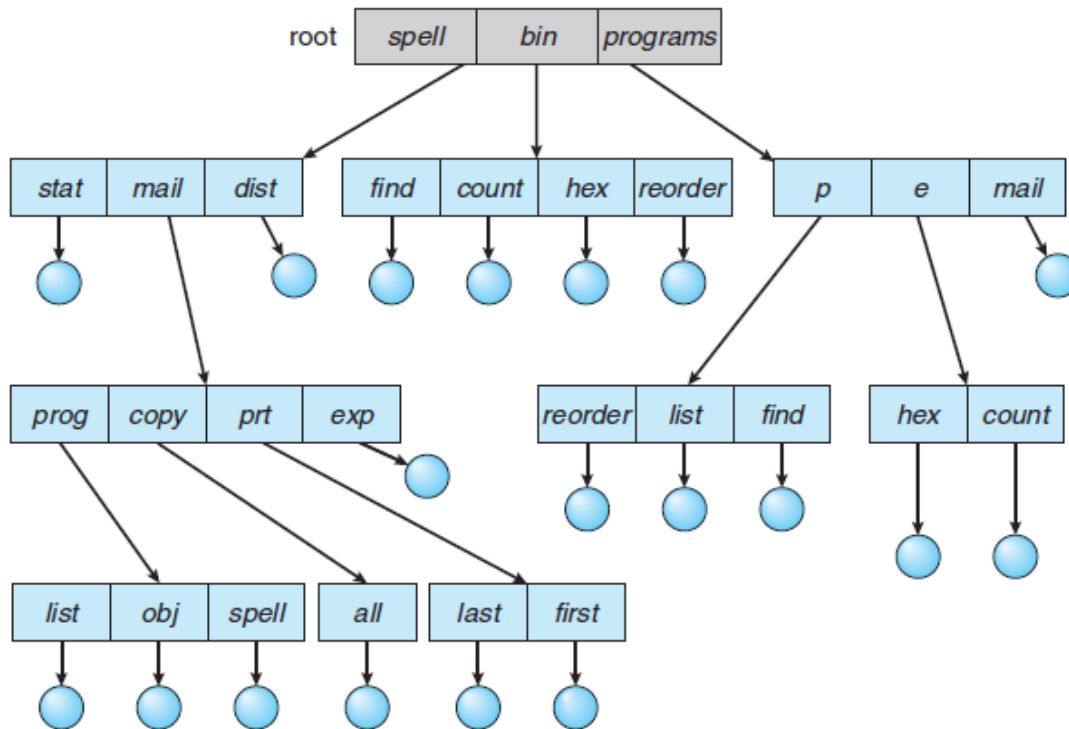 root spell bin programs
stat mail dist find count hex reorder p e mail
prog copy prt exp reorder list find hex count
list obj spell all last first